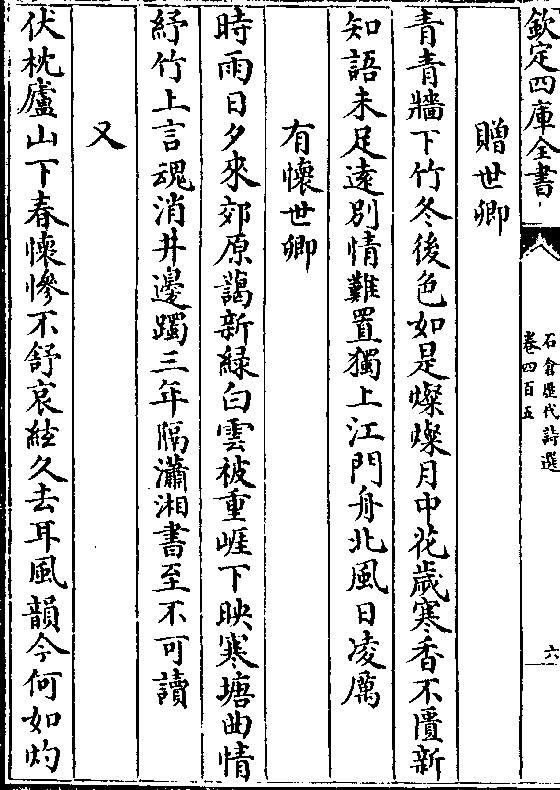 欽定四庫全書
石倉歷代詩選
卷四百五
六
贈世卿
青青牆下竹冬後色如是燦燦月中花歲寒香不匱新
知語未足遠別情難置獨上江門舟北風日凌厲
有懷世卿
時雨日夕來郊原藹新緑白雲被重崕下映寒塘曲情
紓竹上言魂消井邊躅三年隔瀟湘書至不可讀
又
伏枕廬山下春懷慘不舒哀絃久去耳風韻今何如灼